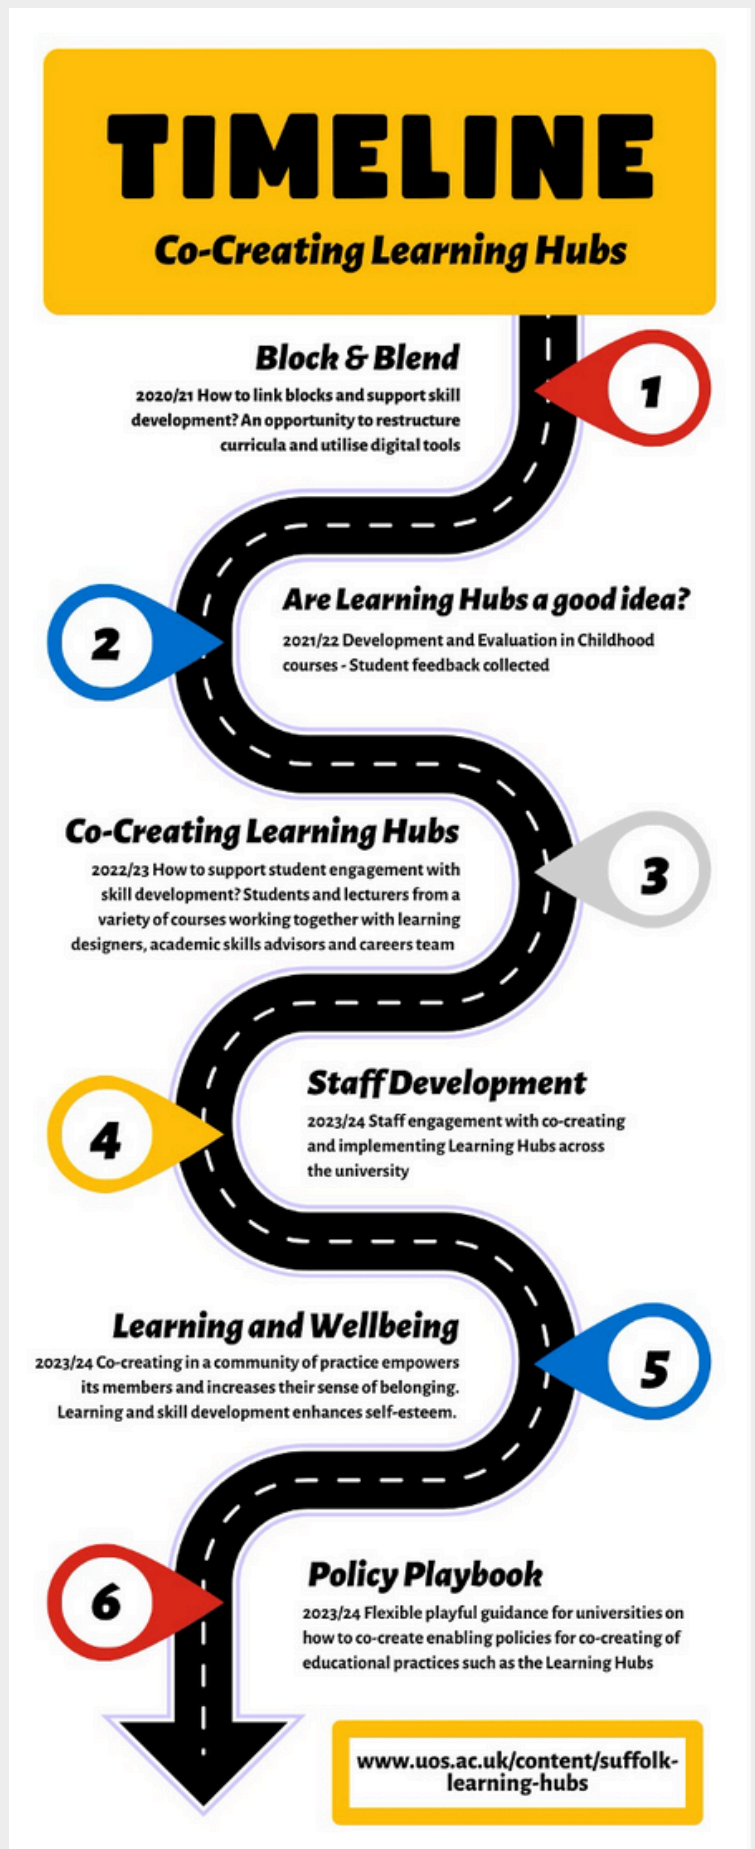 TIMELINE
Co-Creating Learning Hubs
Block & Blend
2020/21 How to link blocks and support skill
development? An opportunity to restructure
curricula and utilise digital tools
1
Are Learning Hubs a good idea?
2021/22 Development and Evaluation in Childhood
courses - Student feedback collected
2
Co-Creating Learning Hubs
2022/23 How to support student engagement with
skill development? Students and lecturers from a
variety of courses working together with learning
designers, academic skills advisors and careers team
3
Staff Development
2023/24 Staff engagement with co-creating
and implementing Learning Hubs across
the university
4
Learning and Wellbeing
2023/24 Co-creating in a community of practice empowers
its members and increases their sense of belonging.
Learning and skill development enhances self-esteem.
5
Policy Playbook
2023/24 Flexible playful guidance for universities on
how to co-create enabling policies for co-creating of
educational practices such as the Learning Hubs
6
www.uos.ac.uk/content/suffolk-
learning-hubs